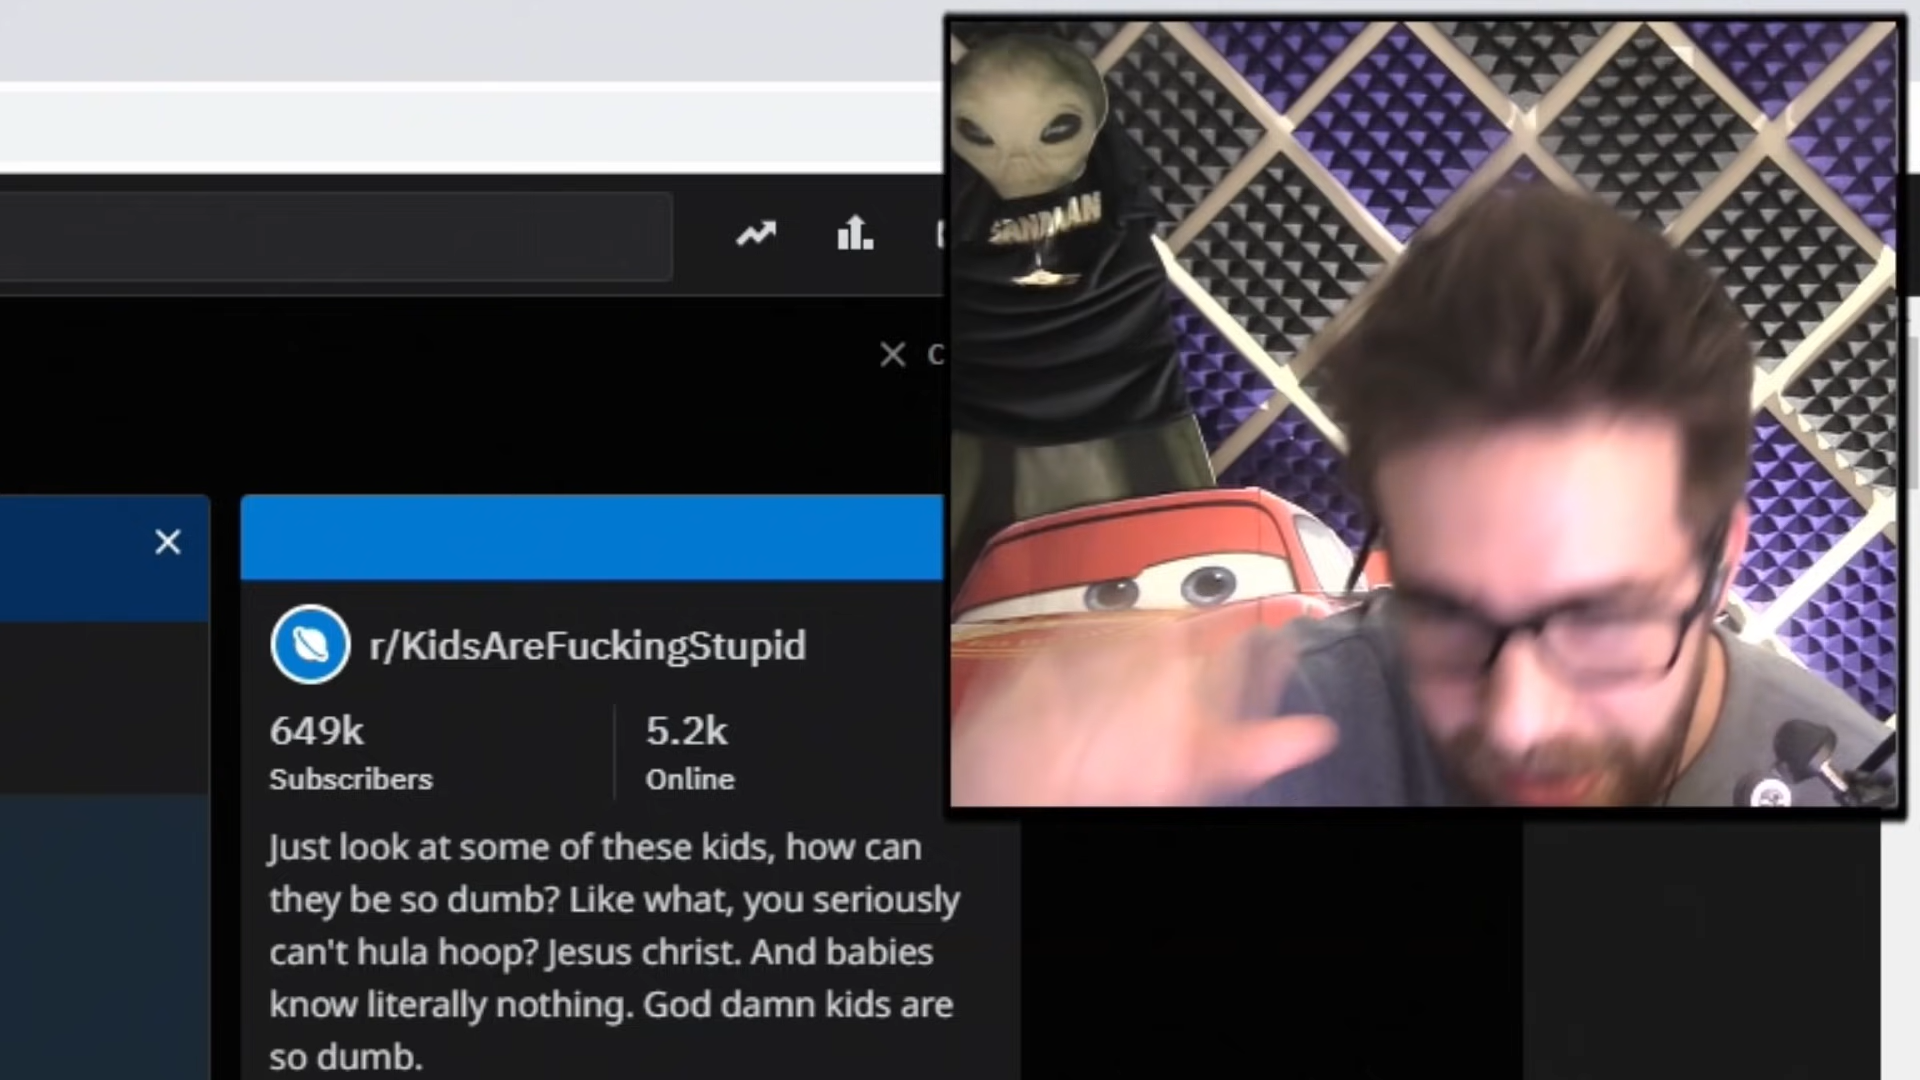 SANDMAN
C
r/KidsAreFuckingStupid
649k
5.2k
Subscribers
Online
Just look at some of these kids, how can
they be so dumb? Like what, you seriously
can't hula hoop? Jesus christ. And babies
know literally nothing. God damn kids are
so dumb.